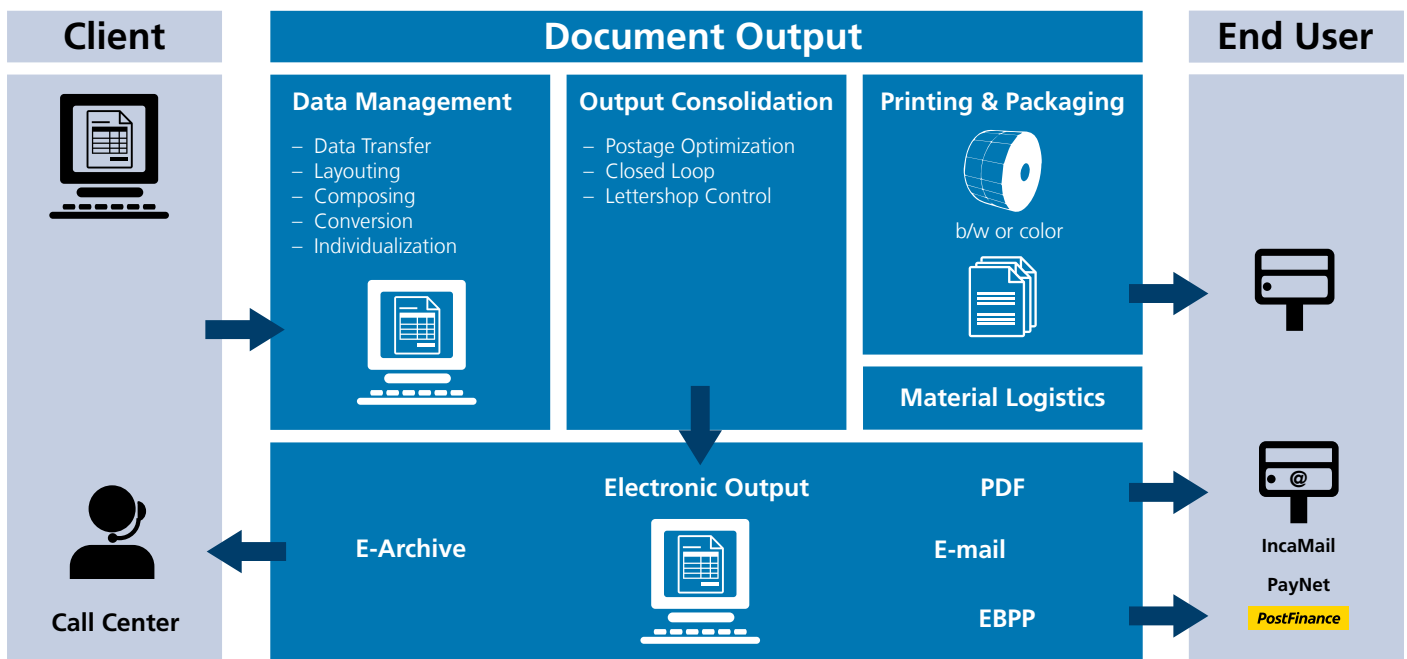 Client
Document Output
End User
Data Management
– Data Transfer
– Layouting
– Composing
– Conversion
– Individualization
Output Consolidation
– Postage Optimization
– Closed Loop
– Lettershop Control
Printing & Packaging
b/w or color
Material Logistics
Electronic Output
E-Archive
PDF
E-mail
EBPP
Call Center
@
IncaMail
PayNet
PostFinance